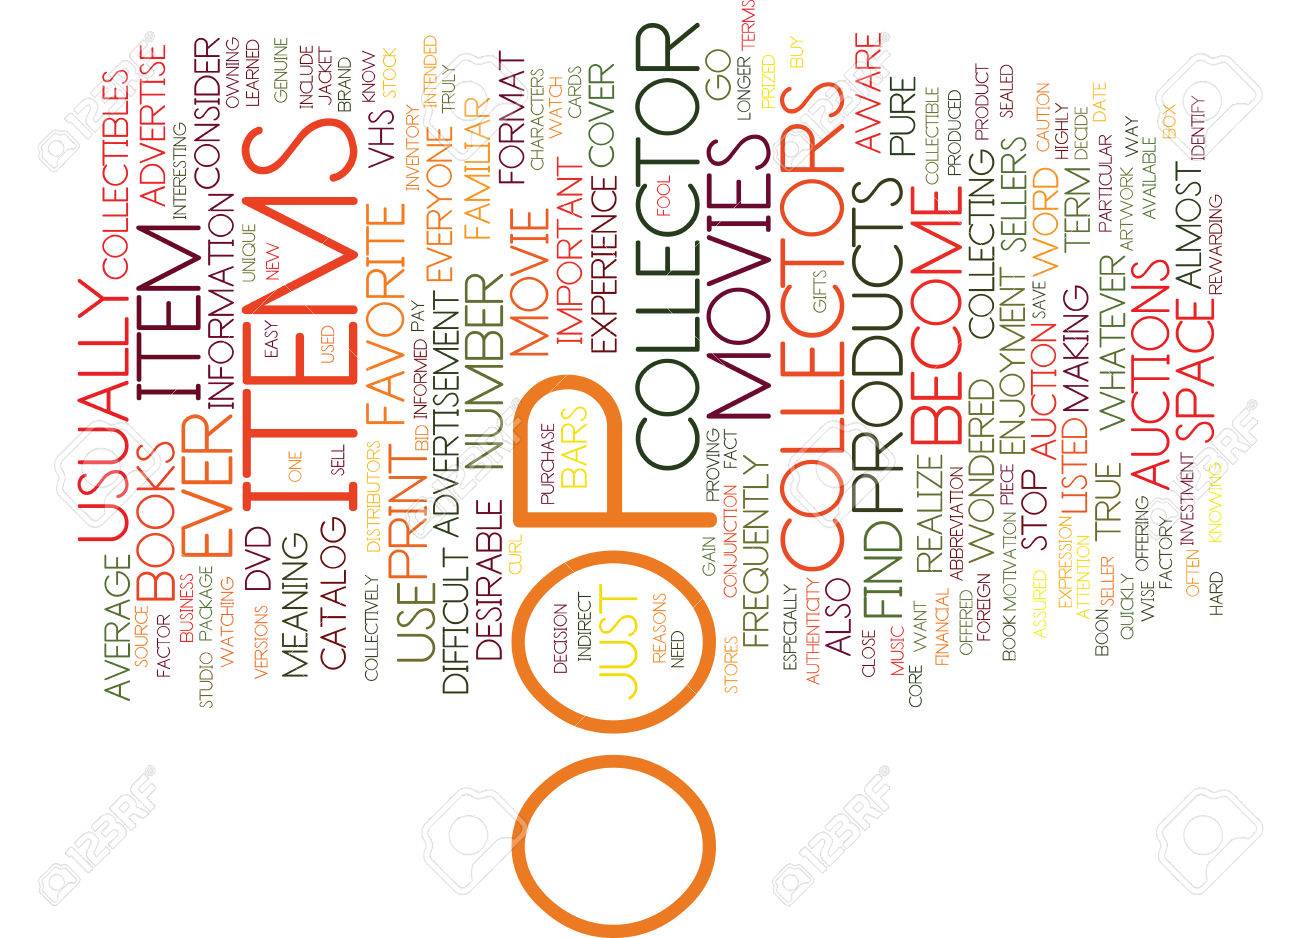 USUALLY
COLLECTIBLES
AVERAGE
BOOKS
ITEM
ADVERTISE
SOURCE
FACTOR
INTERESTING
BUSINESS
EVER
INFORMATION
CONSIDER
STUDIO PACKAGE
WATCHING
OWNING
LEARNED
UNIQUE
NEW
GENUINE
ITEMS
EASY
ONE
USED
SELL
INCLUDE
JACKET
BRAND
VERSIONS
DVD
MEANING
CATALOG
VHS
KNOW
STOCK
COLLECTIVELY
DISTRIBUTORS
FAVORITE
PRINT
USE
BID
INFORMED
PAY
INVENTORY
EVERYONE
INTENDED
TRULY
ADVERTISEMENT
DIFFICULT
FAMILIAR
NUMBER
DESIRABLE
FORMAT
MOVIE
CURL
CHARACTERS
WATCH
CARDS
IMPORTANT
EXPERIENCE
COVER
OOP
PURCHASE
BARS
DECISION
INDIRECT
JUST
REASONS
NEED
COLLECTOR
FOOL
GO
LONGER
TERMS
PRIZED
BUY
MOVIES
PROVING
FACT
GAIN
CONJUNCTION
FREQUENTLY
STORES
COLLECTORS
GIFTS
ESPECIALLY
AUTHENTICITY
ALSO
PRODUCTS
AWARE
PURE
FIND
CLOSE
MUSIC
CORE
WANT
FINANCIAL
BECOME
REALIZE
COLLECTIBLE
PRODUCED
PRODUCT
SEALED
ABBREVIATION
OFFERED
FOREIGN
COLLECTING
WONDERED
SELLERS
ENJOYMENT
PIECE
BOOK MOTIVATION
STOP
AUCTION
SAVE
WORD
CAUTION
HIGHLY
DECIDE
DATE
ASSURED
EXPRESSION
ATTENTION
LISTED
MAKING
TERM
PARTICULAR
ARTWORK
WAY
AVAILABLE
BOX
WHATEVER
TRUE
BOON
SELLER
QUICKLY
WISE
OFFERING
FACTORY
AUCTIONS
SPACE
ALMOST
IDENTIFY
REWARDING
INVESTMENT
OFTEN
HARD
KNOWING
123RF
123RF
123RF
123RF